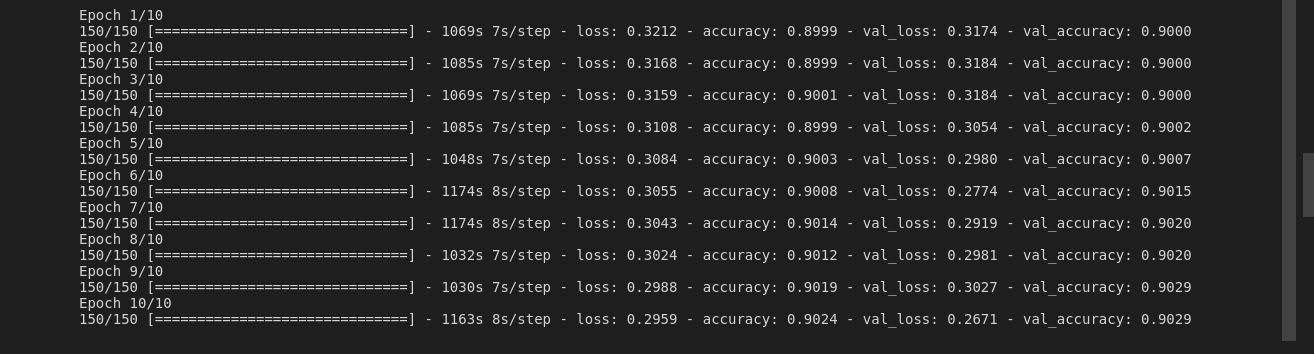 Epoch 1/10
150/150 [==============================] - 1069s 7s/step - loss: 0.3212 - accuracy: 0.8999 - val_loss: 0.3174 - val_accuracy: 0.9000
Epoch 2/10
150/150 [==============================] - 1085s 7s/step - loss: 0.3168 - accuracy: 0.8999 - val_loss: 0.3184 - val_accuracy: 0.9000
Epoch 3/10
150/150 [==============================] - 1069s 7s/step - loss: 0.3159 - accuracy: 0.9001 - val_loss: 0.3184 - val_accuracy: 0.9000
Epoch 4/10
150/150 [==============================] - 1085s 7s/step - loss: 0.3108 - accuracy: 0.8999 - val_loss: 0.3054 - val_accuracy: 0.9002
Epoch 5/10
150/150 [==============================] - 1048s 7s/step - loss: 0.3084 - accuracy: 0.9003 - val_loss: 0.2980 - val_accuracy: 0.9007
Epoch 6/10
150/150 [==============================] - 1174s 8s/step - loss: 0.3055 - accuracy: 0.9008 - val_loss: 0.2774 - val_accuracy: 0.9015
Epoch 7/10
150/150 [==============================] - 1174s 8s/step - loss: 0.3043 - accuracy: 0.9014 - val_loss: 0.2919 - val_accuracy: 0.9020
Epoch 8/10
150/150 [==============================] - 1032s 7s/step - loss: 0.3024 - accuracy: 0.9012 - val_loss: 0.2981 - val_accuracy: 0.9020
Epoch 9/10
150/150 [==============================] - 1030s 7s/step - loss: 0.2988 - accuracy: 0.9019 - val_loss: 0.3027 - val_accuracy: 0.9029
Epoch 10/10
150/150 [==============================] - 1163s 8s/step - loss: 0.2959 - accuracy: 0.9024 - val_loss: 0.2671 - val_accuracy: 0.9029